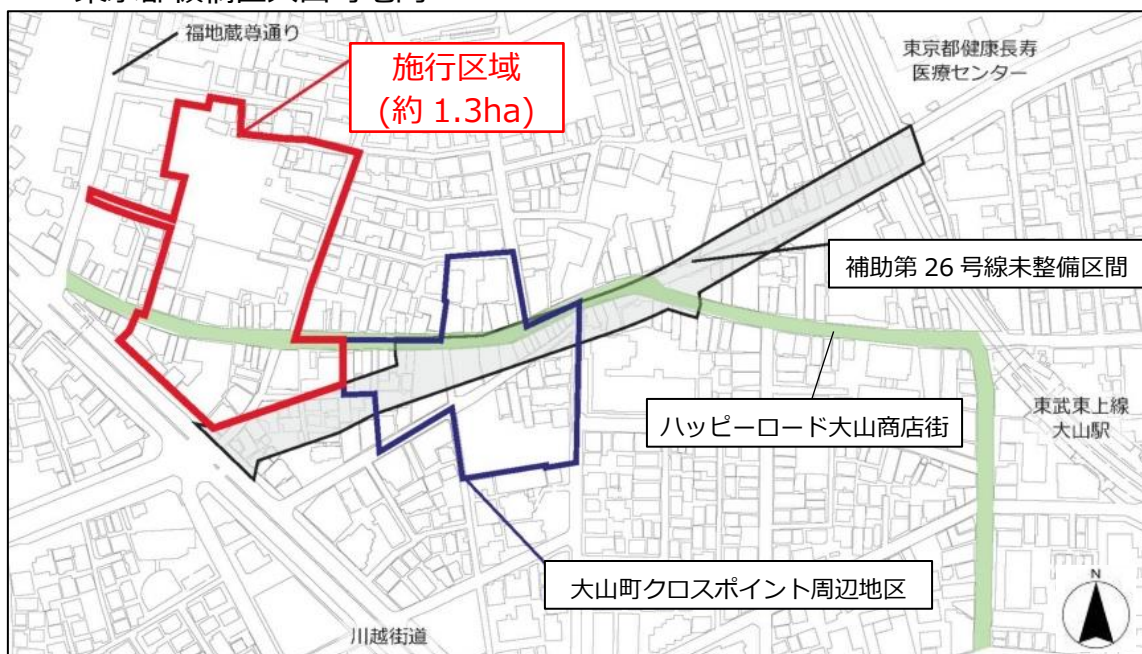 福地蔵尊通り
施行区域
(約 1.3ha)
東京都健康長寿
医療センター
補助第 26 号線未整備区間
ハッピーロード大山商店街
東武東上線
大山駅
大山町クロスポイント周辺地区
川越街道
N